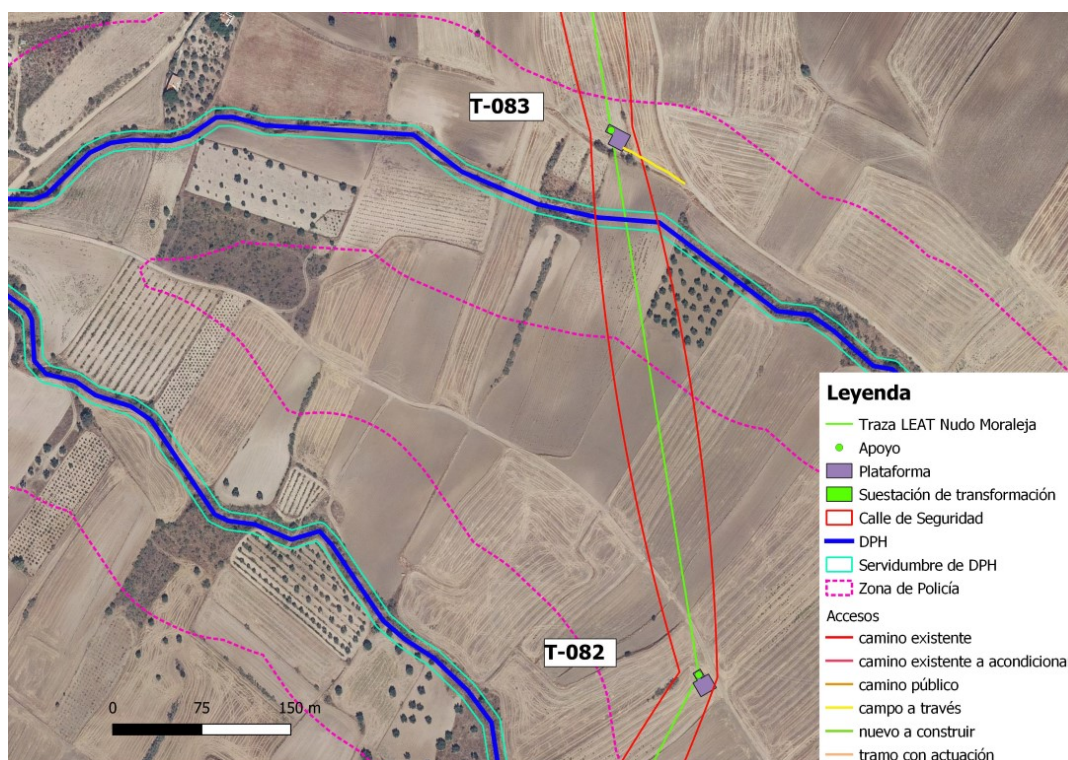 T-083
T-082
0 75 150 m
Leyenda
Traza LEAT Nudo Moraleja
Apoyo
Plataforma
Suestación de transformación
Calle de Seguridad
DPH
Servidumbre de DPH
Zona de Policía
Accesos
camino existente
camino existente a acondiciona
camino público
campo a través
nuevo a construir
tramo con actuación